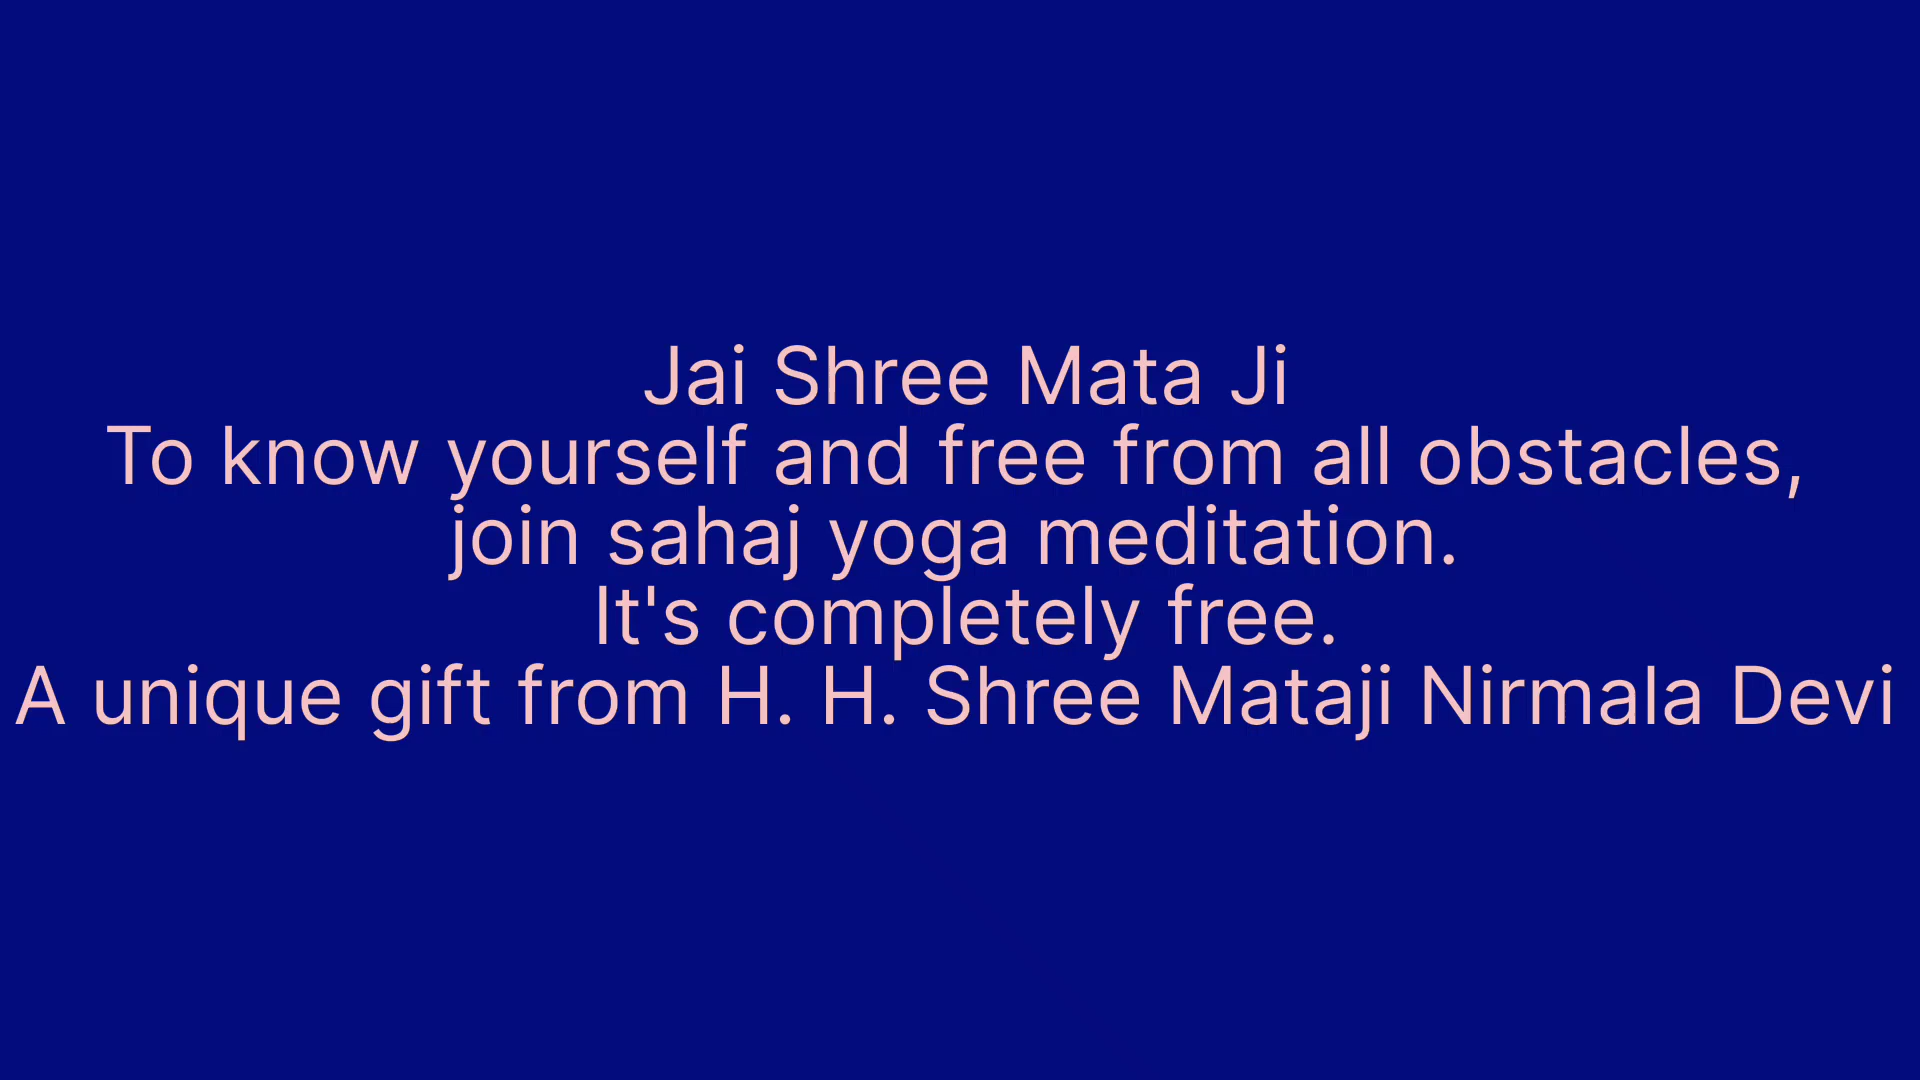 Jai Shree Mata Ji
To know yourself and free from all obstacles,
join sahaj yoga meditation.
It's completely free.
A unique gift from H. H. Shree Mataji Nirmala Devi